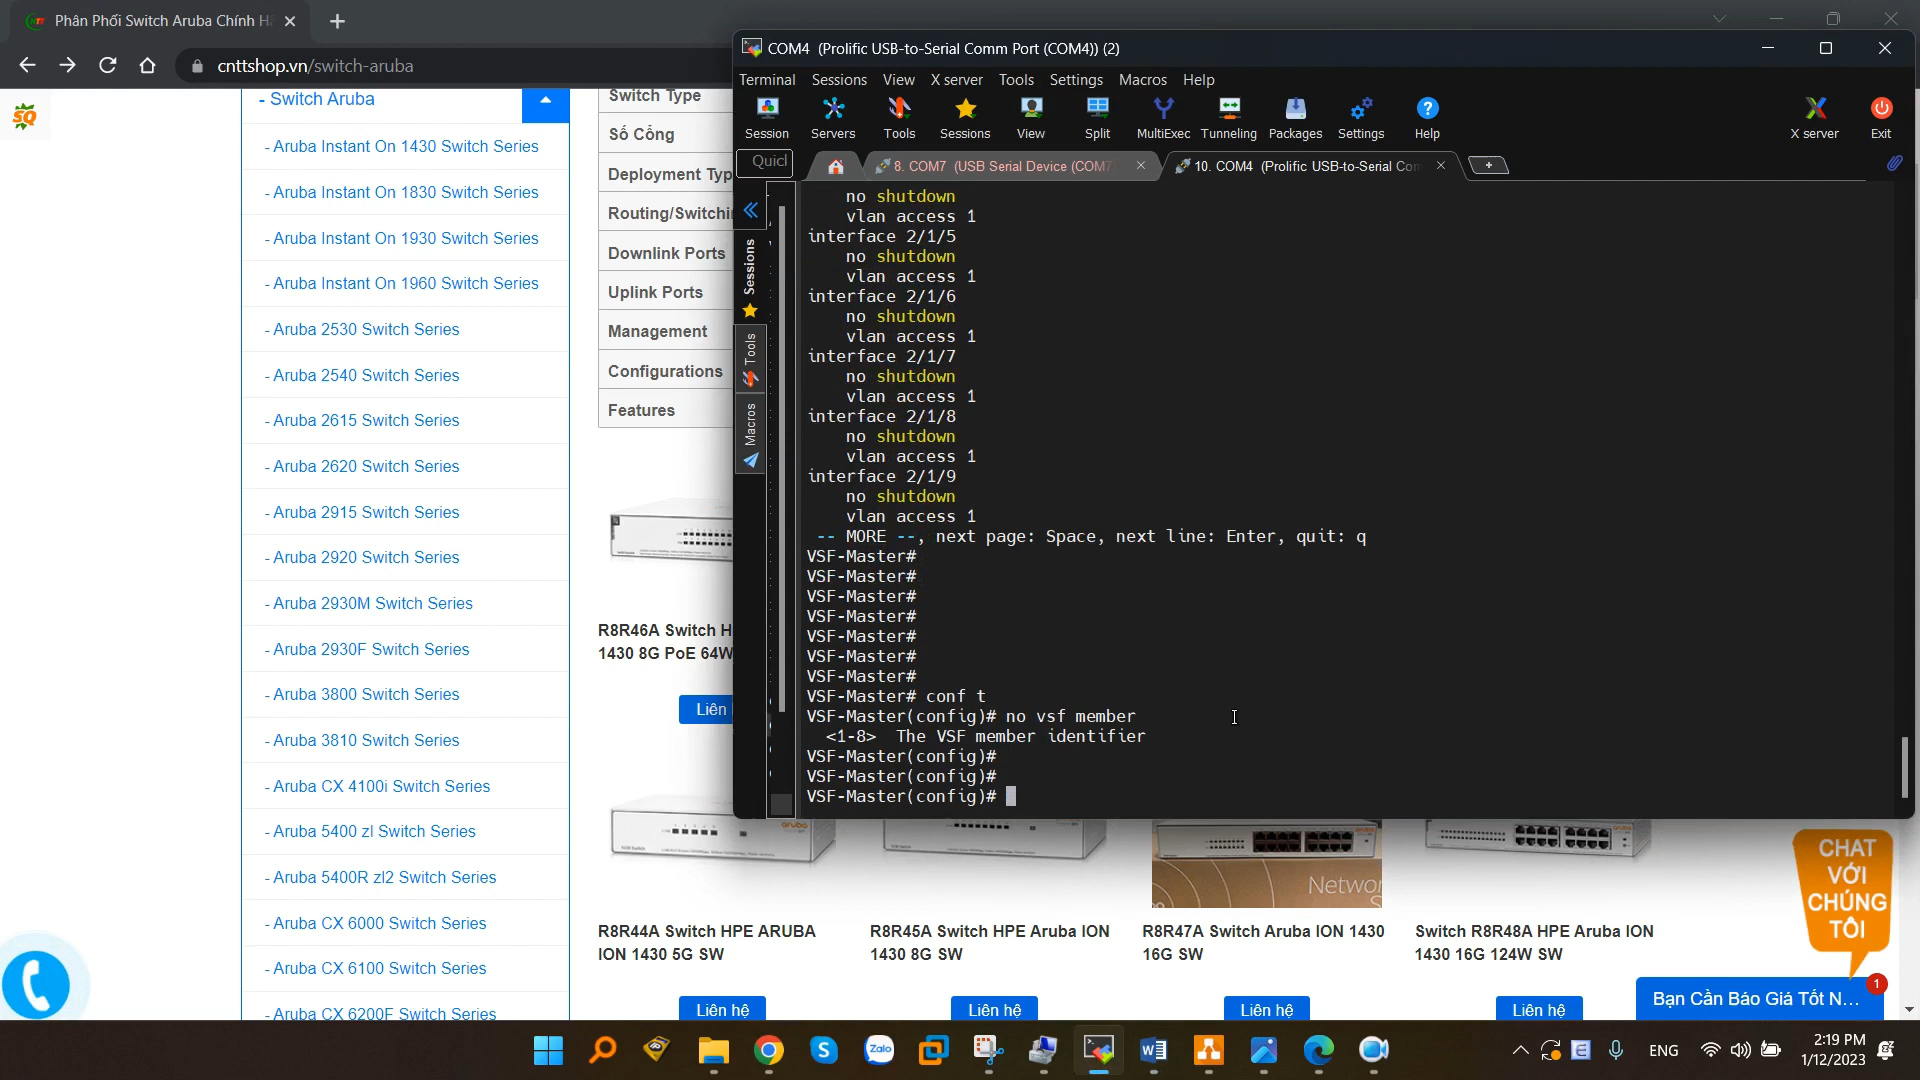 Phân Phối Switch Aruba Chính H
cnttshop.vn/switch-aruba
- Switch Aruba
- Aruba Instant On 1430 Switch Series
- Aruba Instant On 1830 Switch Series
- Aruba Instant On 1930 Switch Series
- Aruba Instant On 1960 Switch Series
- Aruba 2530 Switch Series
- Aruba 2540 Switch Series
- Aruba 2615 Switch Series
- Aruba 2620 Switch Series
- Aruba 2915 Switch Series
- Aruba 2920 Switch Series
- Aruba 2930M Switch Series
- Aruba 2930F Switch Series
- Aruba 3800 Switch Series
- Aruba 3810 Switch Series
- Aruba CX 4100i Switch Series
- Aruba 5400 zl Switch Series
- Aruba 5400R zl2 Switch Series
- Aruba CX 6000 Switch Series
- Aruba CX 6100 Switch Series
- Aruba CX 6200F Switch Series
Switch Type
Số Cổng
Deployment Typ
Routing/Switchi
Downlink Ports
Uplink Ports
Management
Configurations
Features
R8R46A Switch H
1430 8G PoE 64W
Liên
COM4 (Prolific USB-to-Serial Comm Port (COM4)) (2)
Terminal Sessions View X server Tools Settings Macros Help
Session Servers Tools Sessions View Split MultiExec Tunneling Packages Settings Help X server Exit
Quicl
8. COM7 (USB Serial Device (COM7
10. COM4 (Prolific USB-to-Serial Co
Sessions
Tools
Macros
no shutdown
vlan access 1
interface 2/1/5
no shutdown
vlan access 1
interface 2/1/6
no shutdown
vlan access 1
interface 2/1/7
no shutdown
vlan access 1
interface 2/1/8
no shutdown
vlan access 1
interface 2/1/9
no shutdown
vlan access 1
-- MORE --, next page: Space, next line: Enter, quit: q
VSF-Master#
VSF-Master#
VSF-Master#
VSF-Master#
VSF-Master#
VSF-Master#
VSF-Master#
VSF-Master# conf t
VSF-Master(config)# no vsf member
<1-8> The VSF member identifier
VSF-Master(config)#
VSF-Master(config)#
VSF-Master(config)#
aruba
Networ
R8R44A Switch HPE ARUBA
ION 1430 5G SW
R8R45A Switch HPE Aruba ION
1430 8G SW
R8R47A Switch Aruba ION 1430
16G SW
Switch R8R48A HPE Aruba ION
1430 16G 124W SW
Liên hệ
Liên hệ
Liên hệ
Liên hệ
CHAT
VỚI
CHÚNG
TÔI
Bạn Cần Báo Giá Tốt N...
1
Zalo
ENG
2:19 PM
1/12/2023